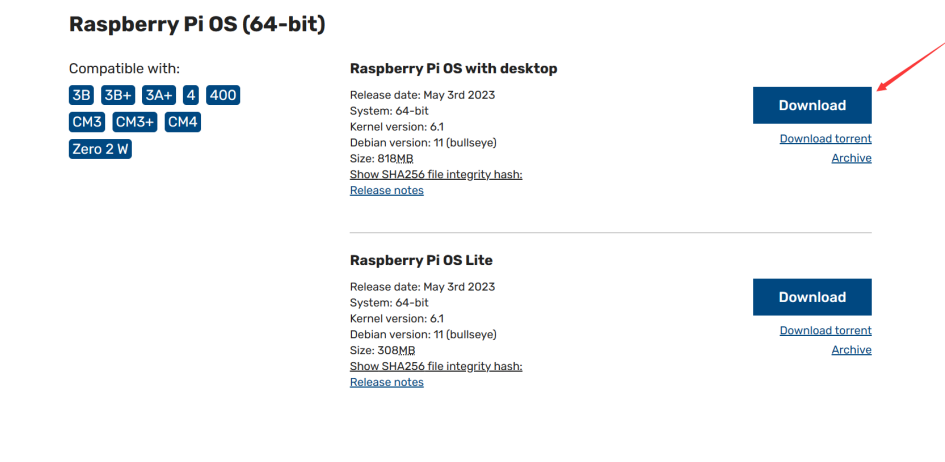 Raspberry Pi OS (64-bit)
Compatible with:
3B 3B+ 3A+ 4 400
CM3 CM3+ CM4
Zero 2 W
Raspberry Pi OS with desktop
Release date: May 3rd 2023
System: 64-bit
Kernel version: 6.1
Debian version: 11 (bullseye)
Size: 818MB
Show SHA256 file integrity hash:
Release notes
Download
Download torrent
Archive
Raspberry Pi OS Lite
Release date: May 3rd 2023
System: 64-bit
Kernel version: 6.1
Debian version: 11 (bullseye)
Size: 308MB
Show SHA256 file integrity hash:
Release notes
Download
Download torrent
Archive